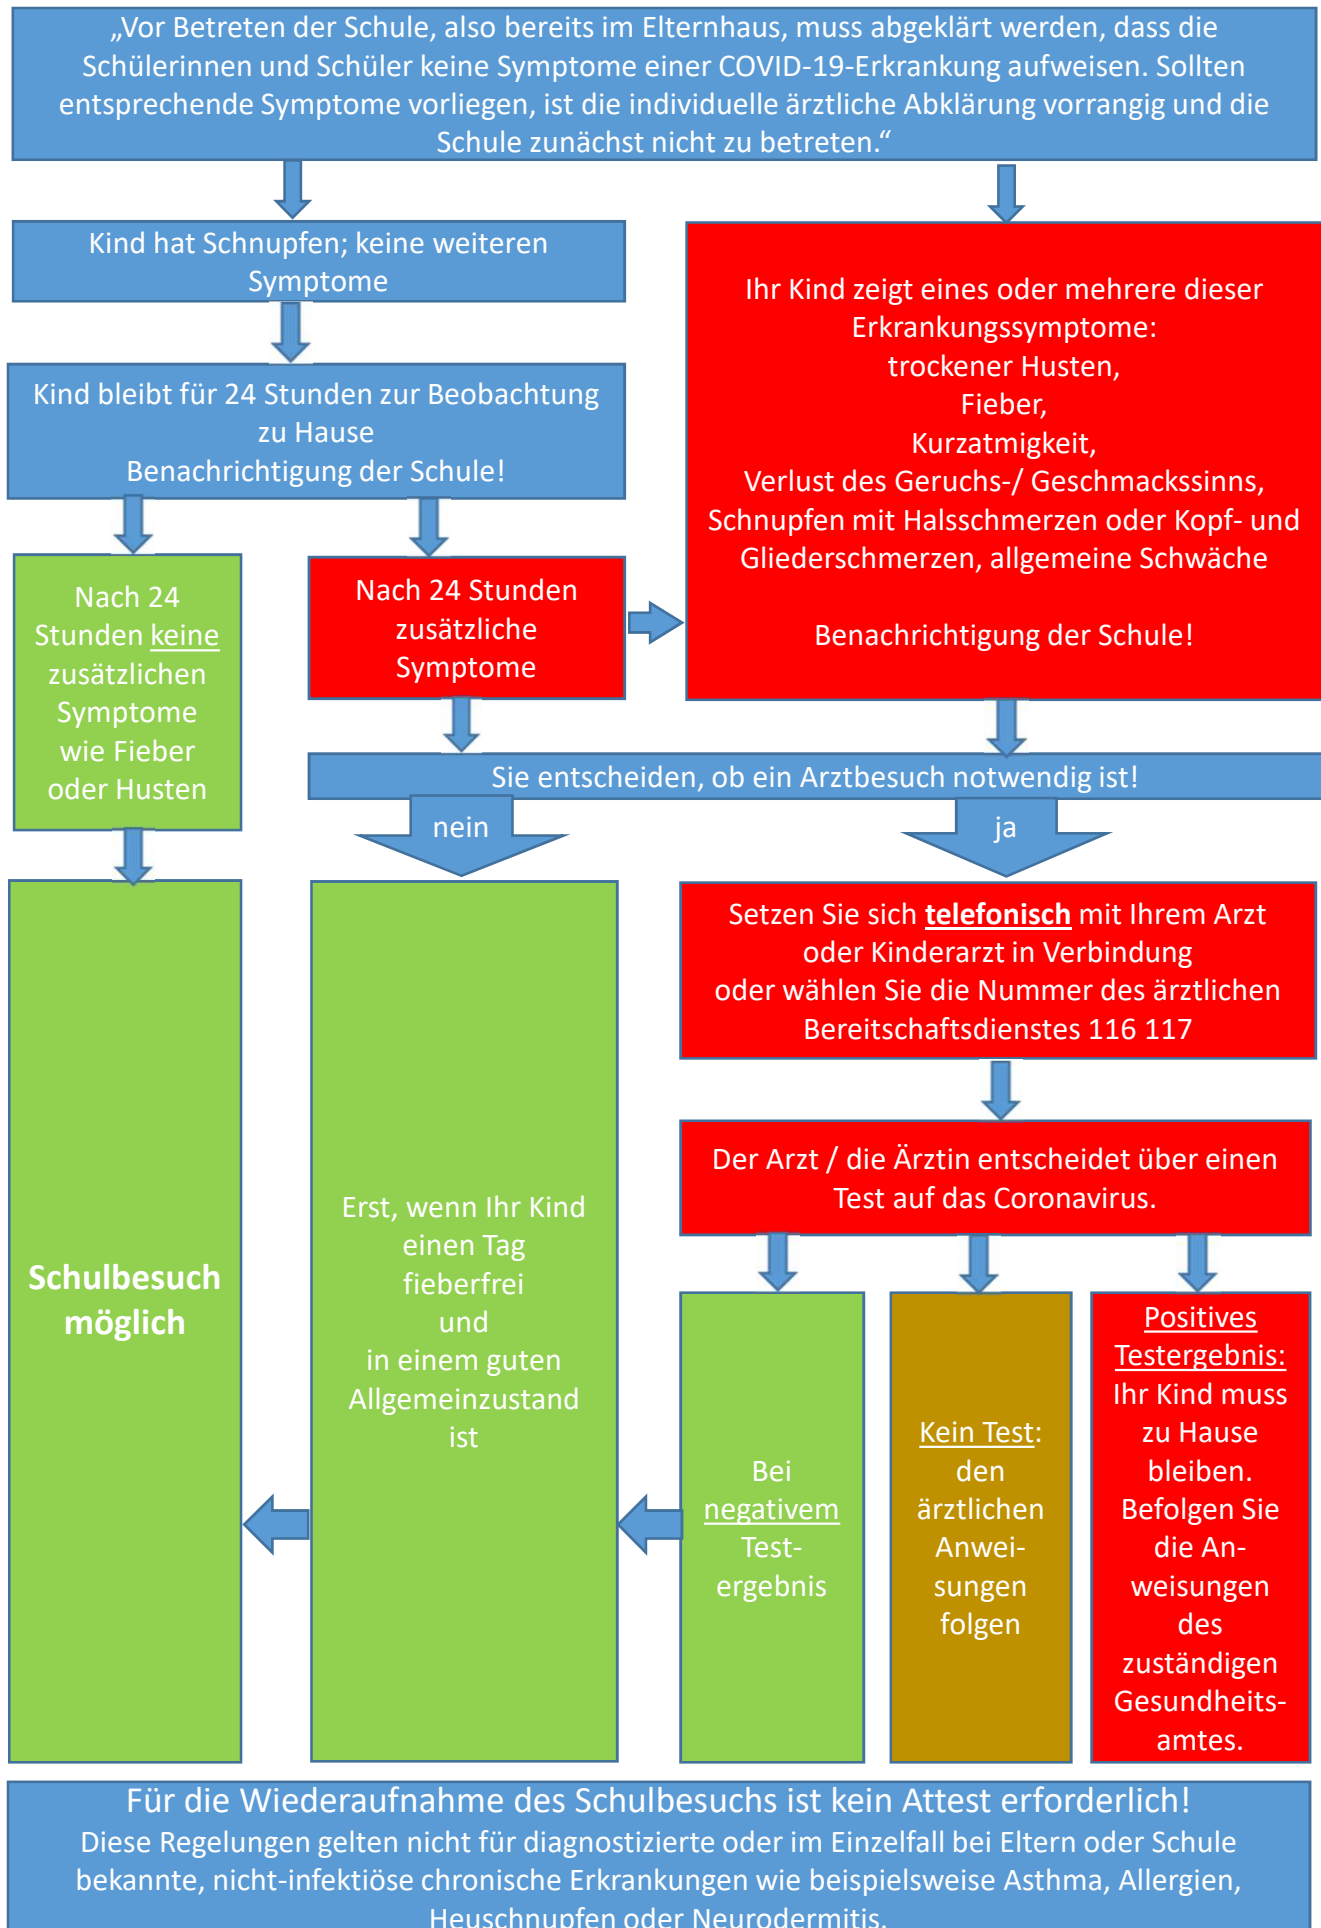 „Vor Betreten der Schule, also bereits im Elternhaus, muss abgeklärt werden, dass die
Schülerinnen und Schüler keine Symptome einer COVID-19-Erkrankung aufweisen. Sollten
entsprechende Symptome vorliegen, ist die individuelle ärztliche Abklärung vorrangig und die
Schule zunächst nicht zu betreten.“
Kind hat Schnupfen; keine weiteren
Symptome
Kind bleibt für 24 Stunden zur Beobachtung
zu Hause
Benachrichtigung der Schule!
Ihr Kind zeigt eines oder mehrere dieser
Erkrankungssymptome:
trockener Husten,
Fieber,
Kurzatmigkeit,
Verlust des Geruchs-/ Geschmackssinns,
Schnupfen mit Halsschmerzen oder Kopf- und
Gliederschmerzen, allgemeine Schwäche
Benachrichtigung der Schule!
Nach 24
Stunden keine
zusätzlichen
Symptome
wie Fieber
oder Husten
Nach 24 Stunden
zusätzliche
Symptome
Sie entscheiden, ob ein Arztbesuch notwendig ist!
nein
ja
Schulbesuch
möglich
Erst, wenn Ihr Kind
einen Tag
fieberfrei
und
in einem guten
Allgemeinzustand
ist
Setzen Sie sich telefonisch mit Ihrem Arzt
oder Kinderarzt in Verbindung
oder wählen Sie die Nummer des ärztlichen
Bereitschaftsdienstes 116 117
Der Arzt / die Ärztin entscheidet über einen
Test auf das Coronavirus.
Bei
negativem
Test-
ergebnis
Kein Test:
den
ärztlichen
Anwei-
sungen
folgen
Positives
Testergebnis:
Ihr Kind muss
zu Hause
bleiben.
Befolgen Sie
die An-
weisungen
des
zuständigen
Gesundheits-
amtes.
Für die Wiederaufnahme des Schulbesuchs ist kein Attest erforderlich!
Diese Regelungen gelten nicht für diagnostizierte oder im Einzelfall bei Eltern oder Schule
bekannte, nicht-infektiöse chronische Erkrankungen wie beispielsweise Asthma, Allergien,
Heuschnupfen oder Neurodermitis.